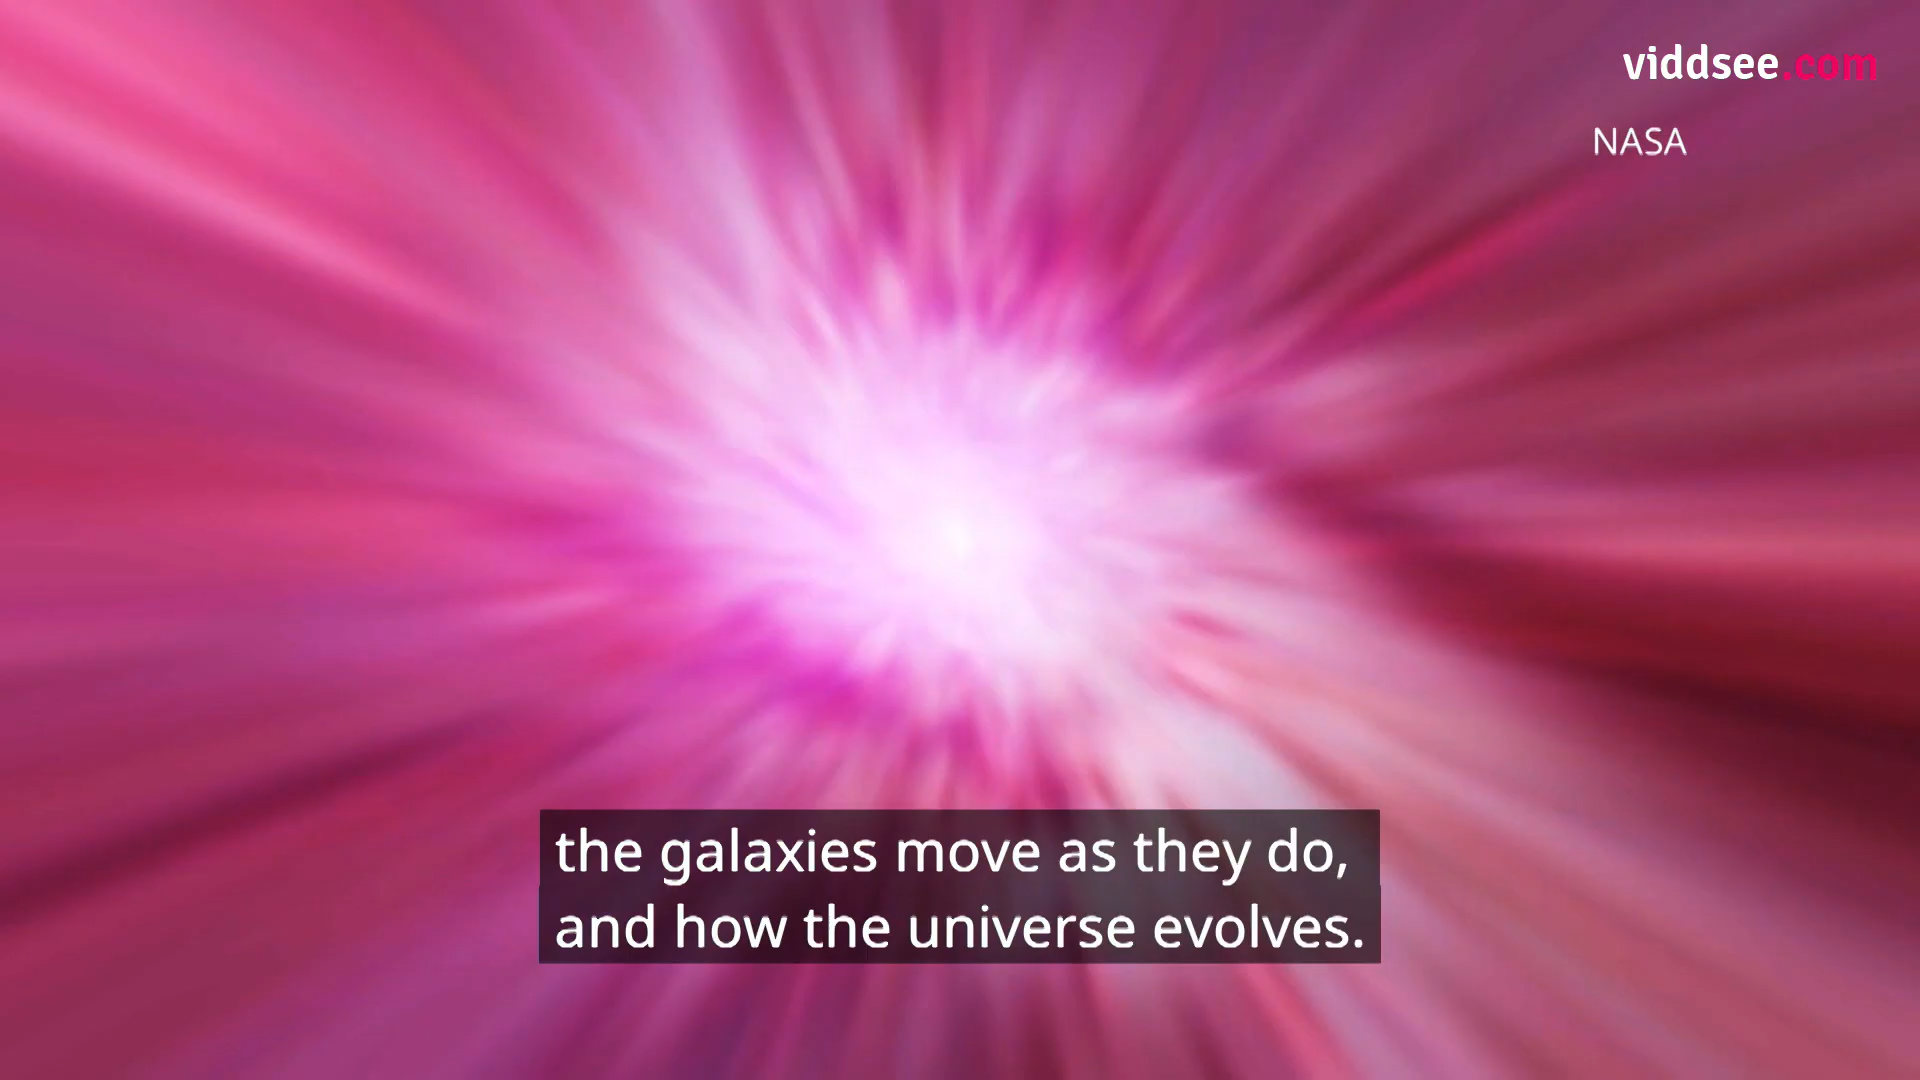 viddsee.com
NASA
the galaxies move as they do,
and how the universe evolves.